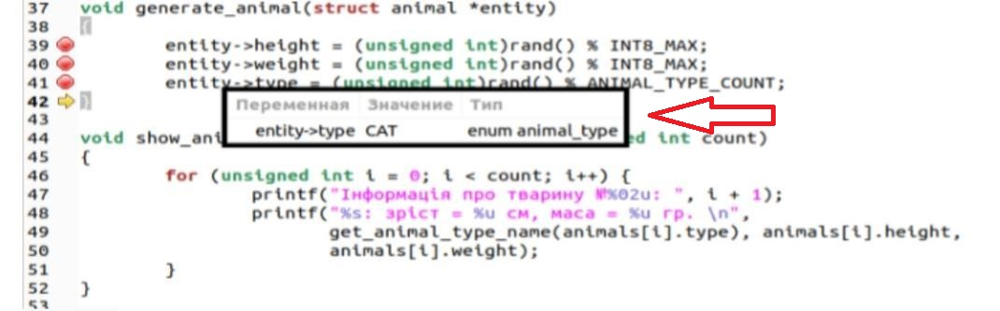 37 void generate_animal(struct animal *entity)
38 {
39 entity->height = (unsigned int)rand() % INT8_MAX;
40 entity->weight = (unsigned int)rand() % INT8_MAX;
41 entity->type = (unsigned int)rand() % ANIMAL_TYPE_COUNT;
42 }
Переменная Значение Тип
43
entity->type CAT enum animal_type
44 void show_ani d int count)
45 {
46 for (unsigned int i = 0; i < count; i++) {
47 printf("Інформація про тварину №%02u: ", i + 1);
48 printf("%s: зріст = %u см, маса = %u гр. \n",
49 get_animal_type_name(animals[i].type), animals[i].height,
50 animals[i].weight);
51 }
52 }
53